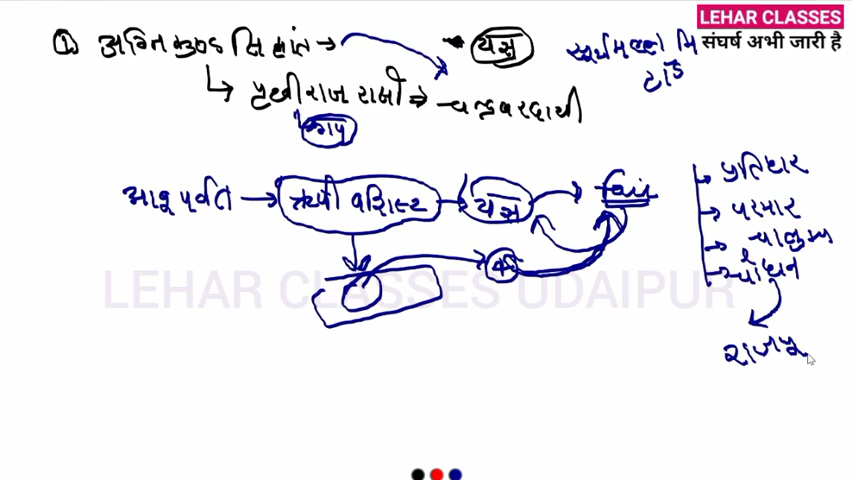 LEHAR CLASSES
संघर्ष अभी जारी है
① अग्नि कुण्ड सिद्धांत → यज्ञ सूर्यमल्ल मि
टॉड
↳ पृथ्वीराज रासो ⇒ चन्द्रबरदायी
आबू पर्वत → ऋषी वशिष्ट → यज्ञ →
→ प्रतिहार
→ परमार
→ चालुक्य
→ चौहान
राजपू
LEHAR CLASSES UDAIPUR